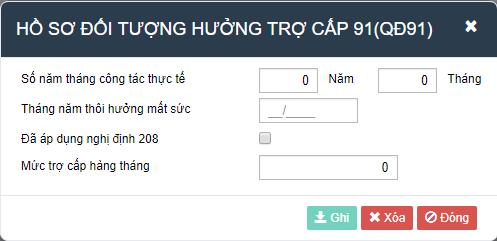 HỒ SƠ ĐỐI TƯỢNG HƯỞNG TRỢ CẤP 91(QĐ91)
Số năm tháng công tác thực tế 0 Năm 0 Tháng
Tháng năm thôi hưởng mất sức __/____
Đã áp dụng nghị định 208
Mức trợ cấp hàng tháng 0
Ghi Xóa Đóng